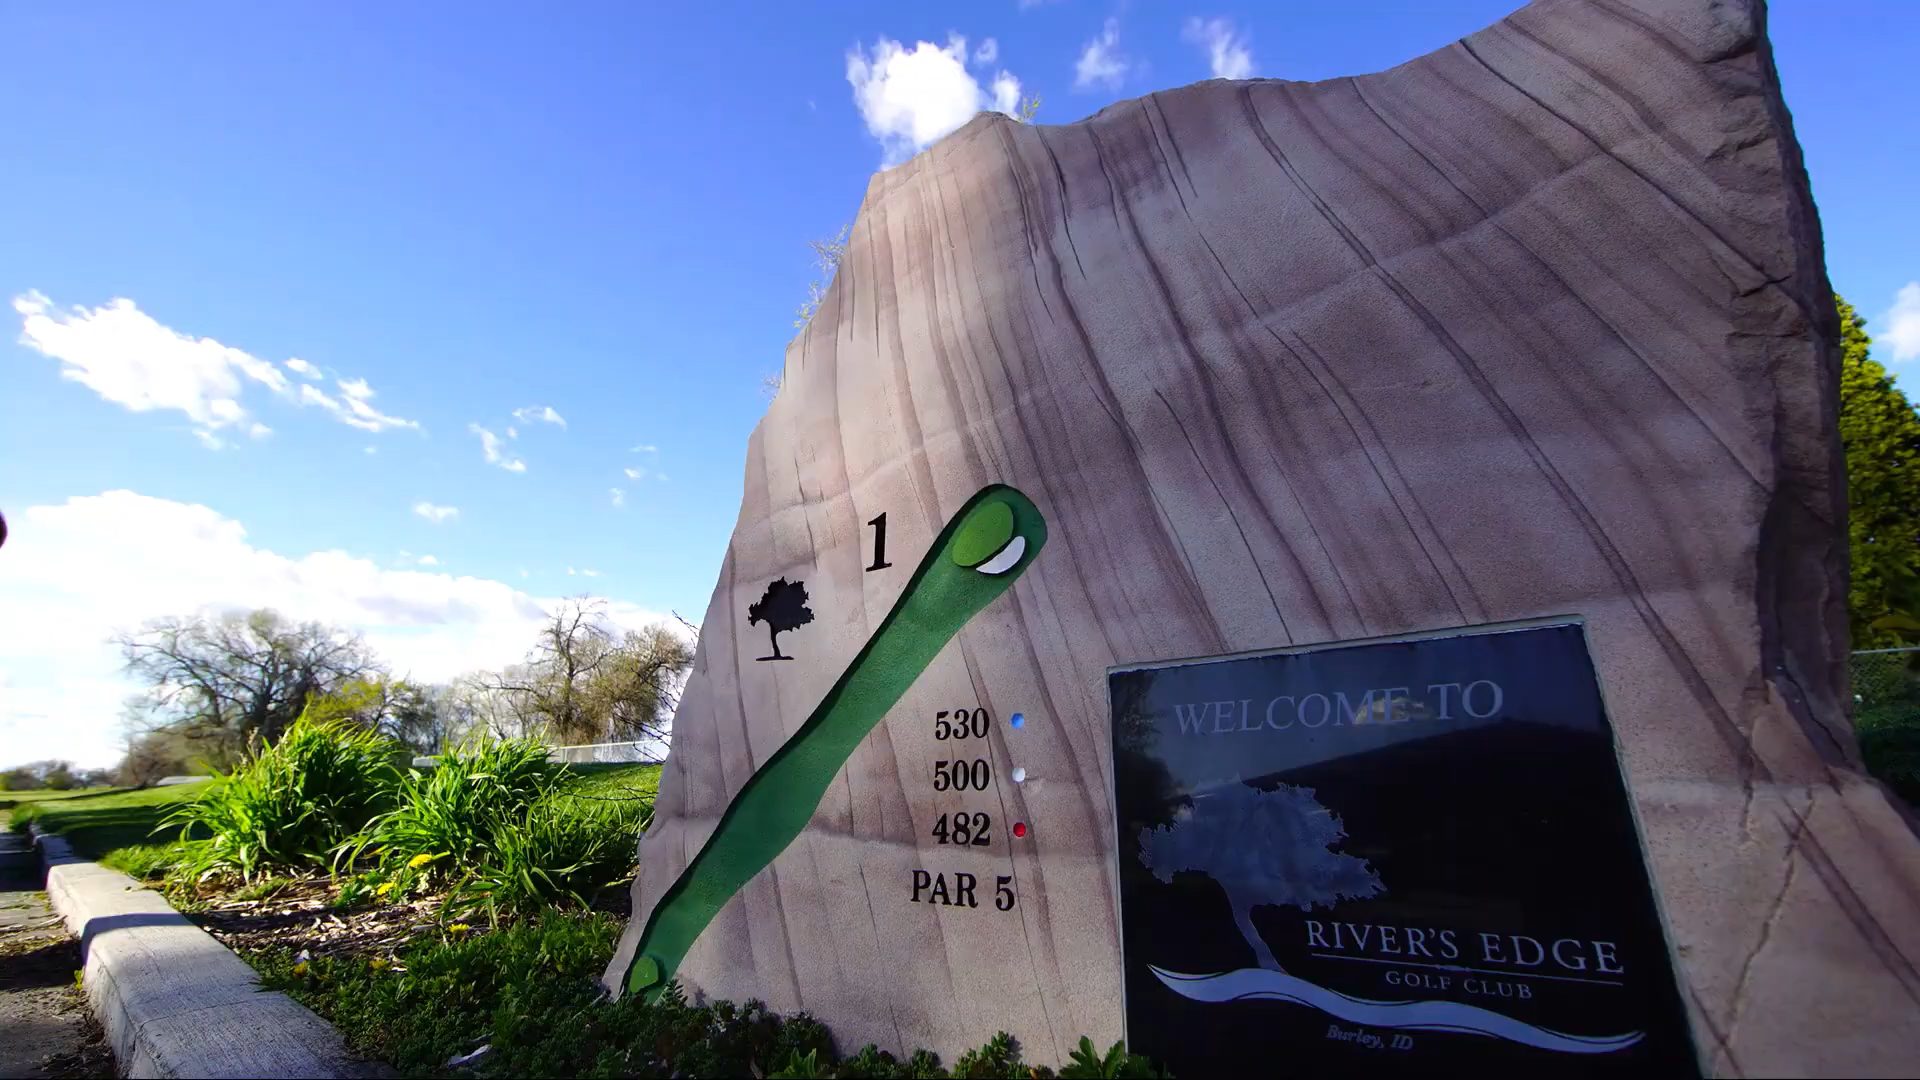 1
530
500
482
PAR 5
WELCOME TO
RIVER'S EDGE
GOLF CLUB
Burley, ID